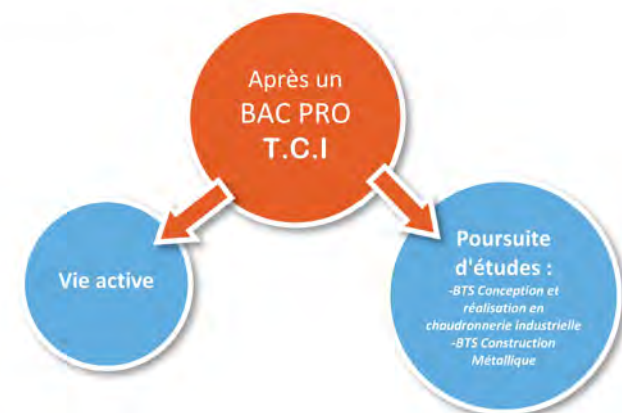 Après un
BAC PRO
T.C.I
Vie active
Poursuite
d'études :
-BTS Conception et
réalisation en
chaudronnerie industrielle
-BTS Construction
Métallique